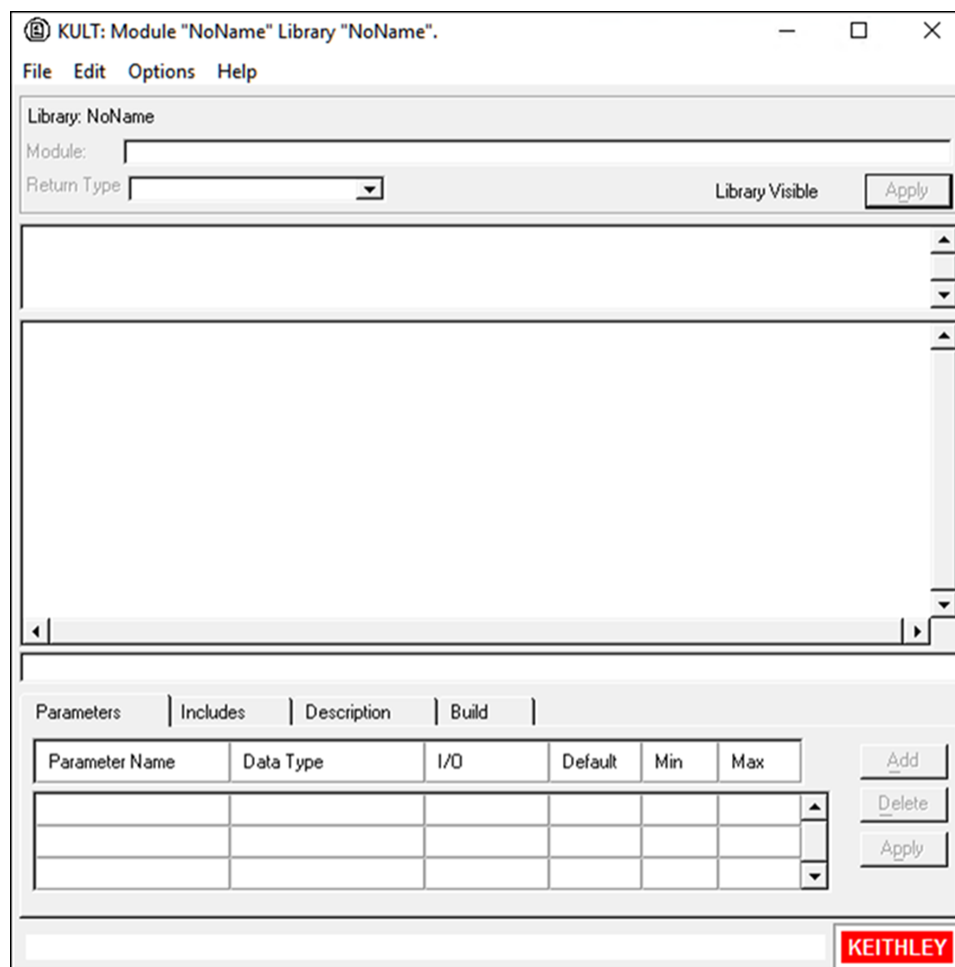 KULT: Module "NoName" Library "NoName".
File Edit Options Help
Library: NoName
Module:
Return Type
Library Visible Apply
Parameters Includes Description Build
Parameter Name Data Type I/O Default Min Max
Add
Delete
Apply
KEITHLEY